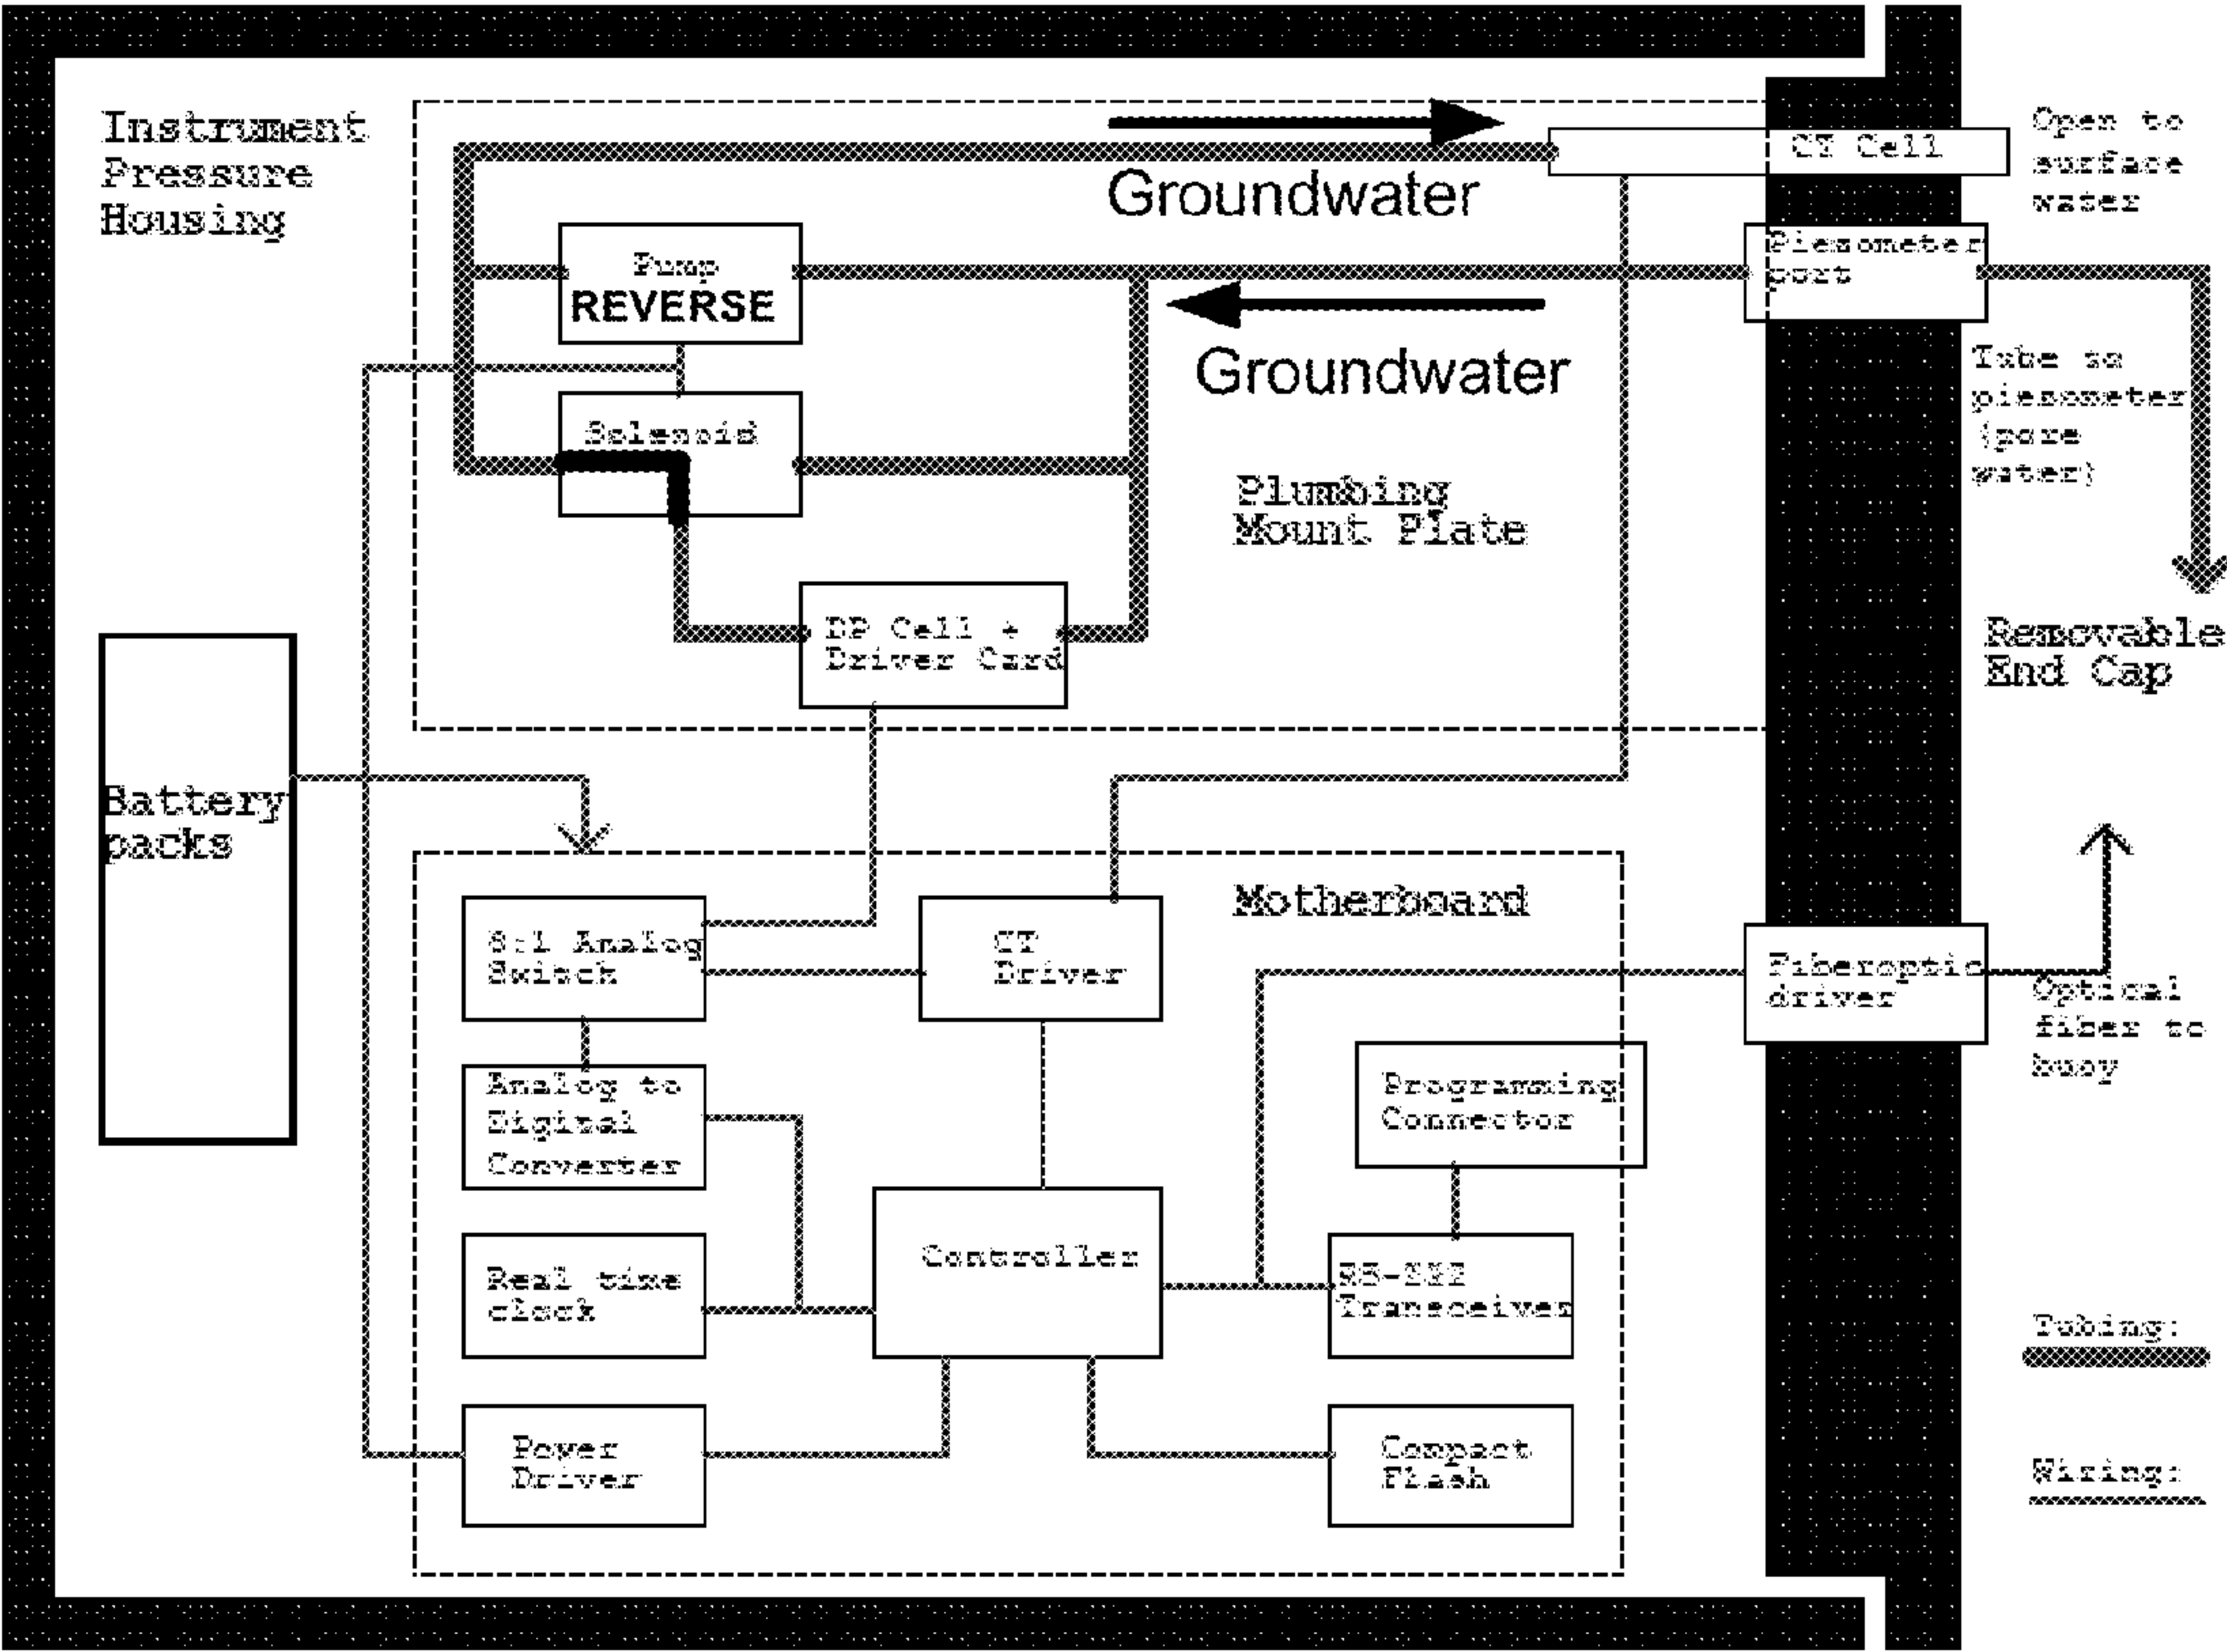 Instrument
Pressure
Housing
Open to
surface
water
CT Cell
Groundwater
Piezometer
port
Pump
REVERSE
Groundwater
Tube to
piezometer
(pore
water)
Solenoid
Plumbing
Mount Plate
DP Cell +
Driver Card
Removable
End Cap
Battery
packs
Motherboard
8:1 Analog
Switch
CT
Driver
Fiberoptic
driver
Optical
fiber to
buoy
Analog to
Digital
Converter
Programming
Connector
Controller
Real time
clock
RS-232
Transceiver
Tubing:
Power
Driver
Compact
Flash
Wiring: